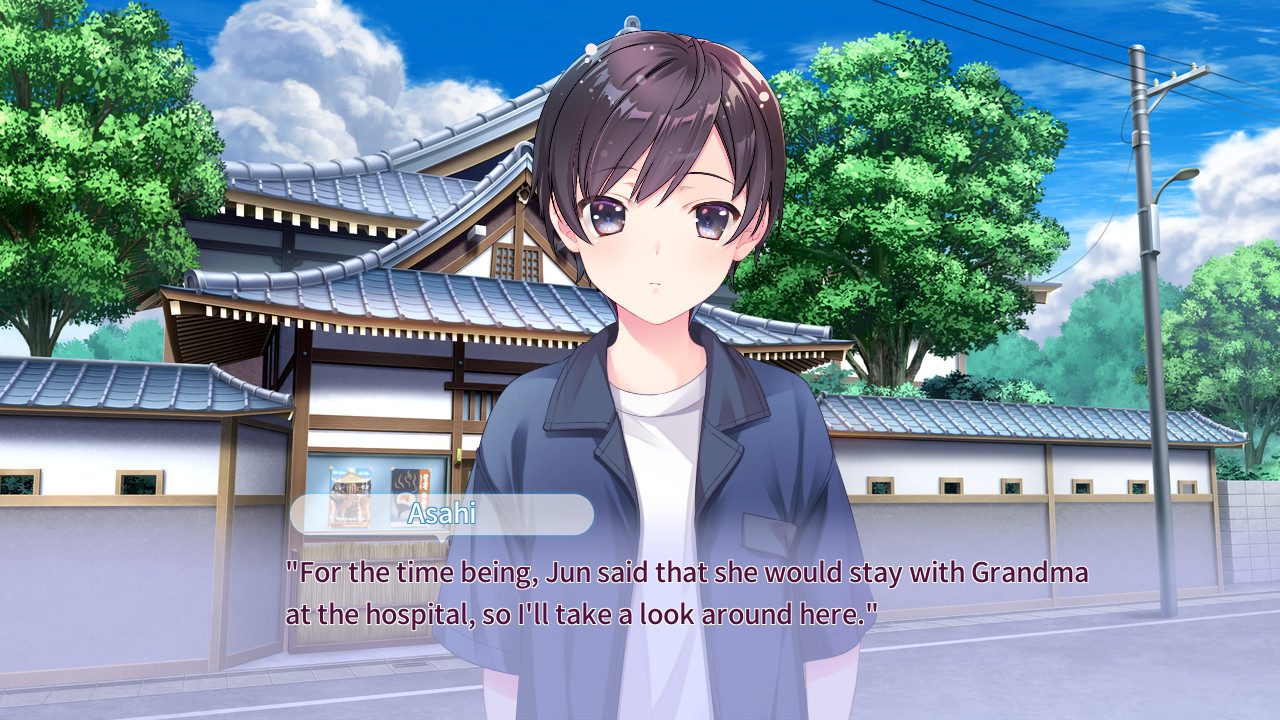 Asahi
"For the time being, Jun said that she would stay with Grandma
at the hospital, so I'll take a look around here."